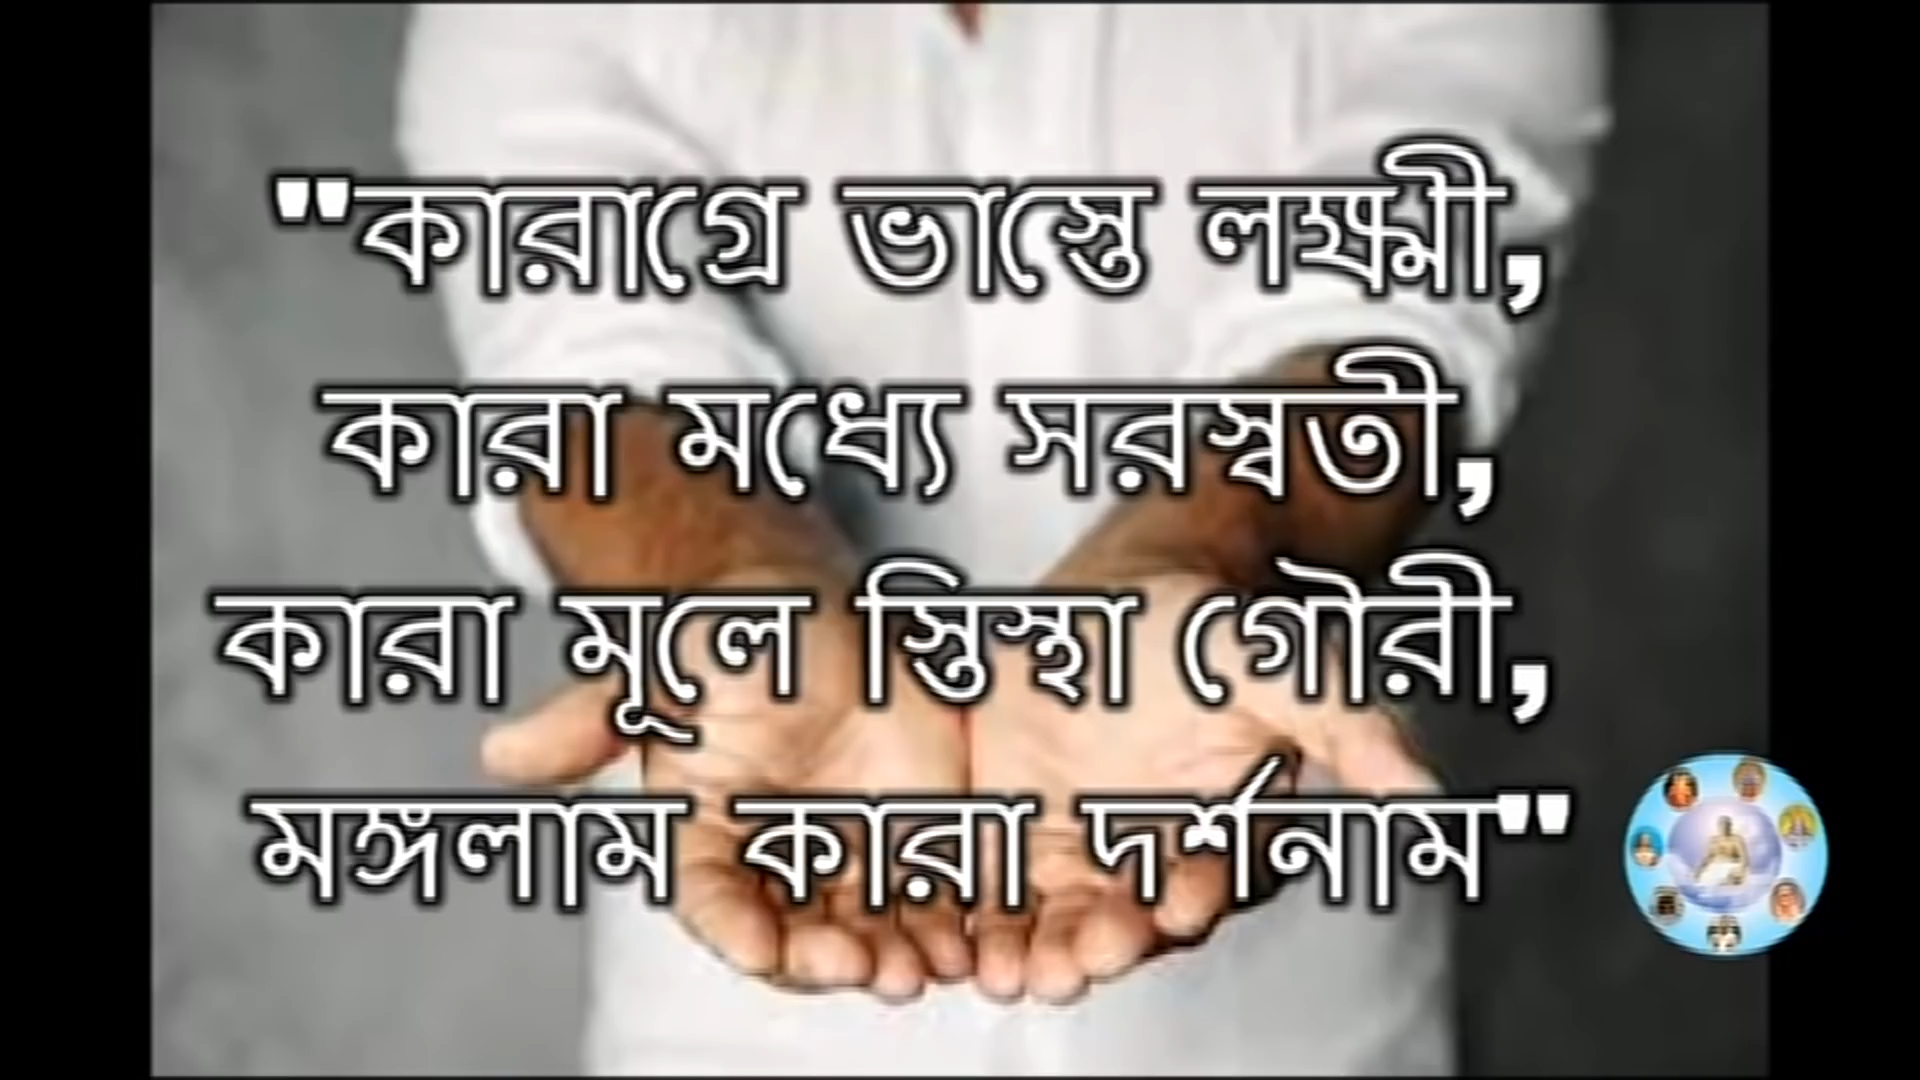 "কারাগ্রে ভাস্তে লক্ষ্মী,
কারা মধ্যে সরস্বতী,
কারা মূলে স্তিস্থা গৌরী,
মঙ্গলাম কারা দর্শনাম"